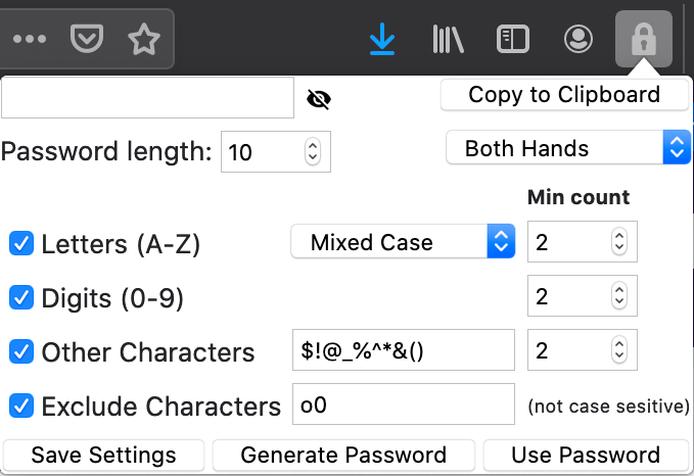 Copy to Clipboard
Password length: 10 Both Hands
Min count
Letters (A-Z) Mixed Case 2
Digits (0-9) 2
Other Characters $!@_%^*&() 2
Exclude Characters o0 (not case sesitive)
Save Settings Generate Password Use Password